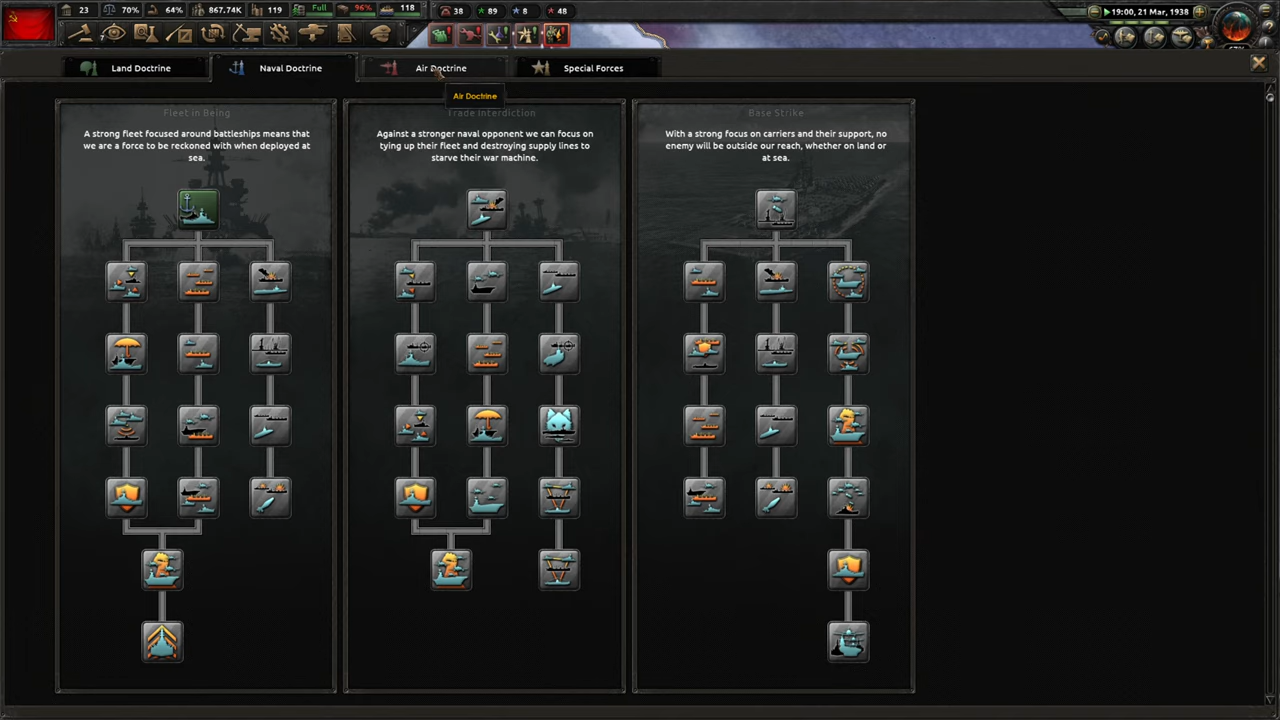 23 70% 64% 867,74K 119 Full 96% 118 38 89 8 48 19:00, 21 Mar, 1938
Land Doctrine Naval Doctrine Air Doctrine Special Forces
Air Doctrine
Fleet in Being
A strong fleet focused around battleships means that
we are a force to be reckoned with when deployed at
sea.
Trade Interdiction
Against a stronger naval opponent we can focus on
tying up their fleet and destroying supply lines to
starve their war machine.
Base Strike
With a strong focus on carriers and their support, no
enemy will be outside our reach, whether on land or
at sea.